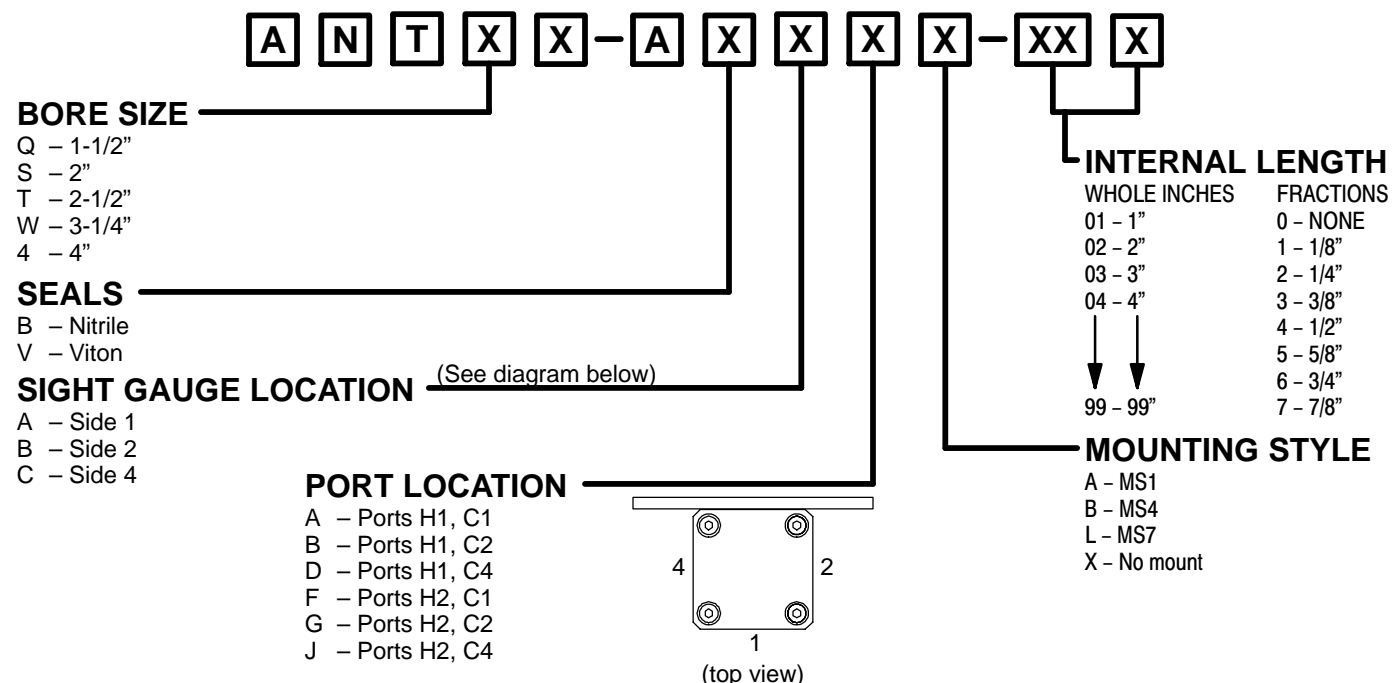 A N T X X – A X X X X – XX X
BORE SIZE
Q – 1-1/2”
S – 2”
T – 2-1/2”
W – 3-1/4”
4 – 4”
SEALS
B – Nitrile
V – Viton
SIGHT GAUGE LOCATION (See diagram below)
A – Side 1
B – Side 2
C – Side 4
PORT LOCATION
A – Ports H1, C1
B – Ports H1, C2
D – Ports H1, C4
F – Ports H2, C1
G – Ports H2, C2
J – Ports H2, C4
4 2
1
(top view)
INTERNAL LENGTH
WHOLE INCHES FRACTIONS
01 – 1” 0 – NONE
02 – 2” 1 – 1/8”
03 – 3” 2 – 1/4”
04 – 4” 3 – 3/8”
4 – 1/2”
5 – 5/8”
6 – 3/4”
99 – 99” 7 – 7/8”
MOUNTING STYLE
A – MS1
B – MS4
L – MS7
X – No mount